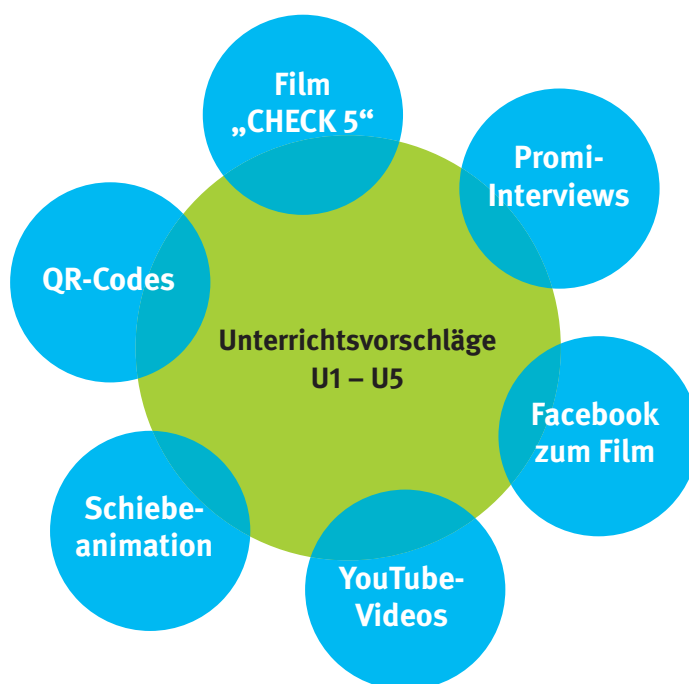 Film
„CHECK 5“
Promi-
Interviews
QR-Codes
Unterrichtsvorschläge
U1 – U5
Facebook
zum Film
Schiebe-
animation
YouTube-
Videos